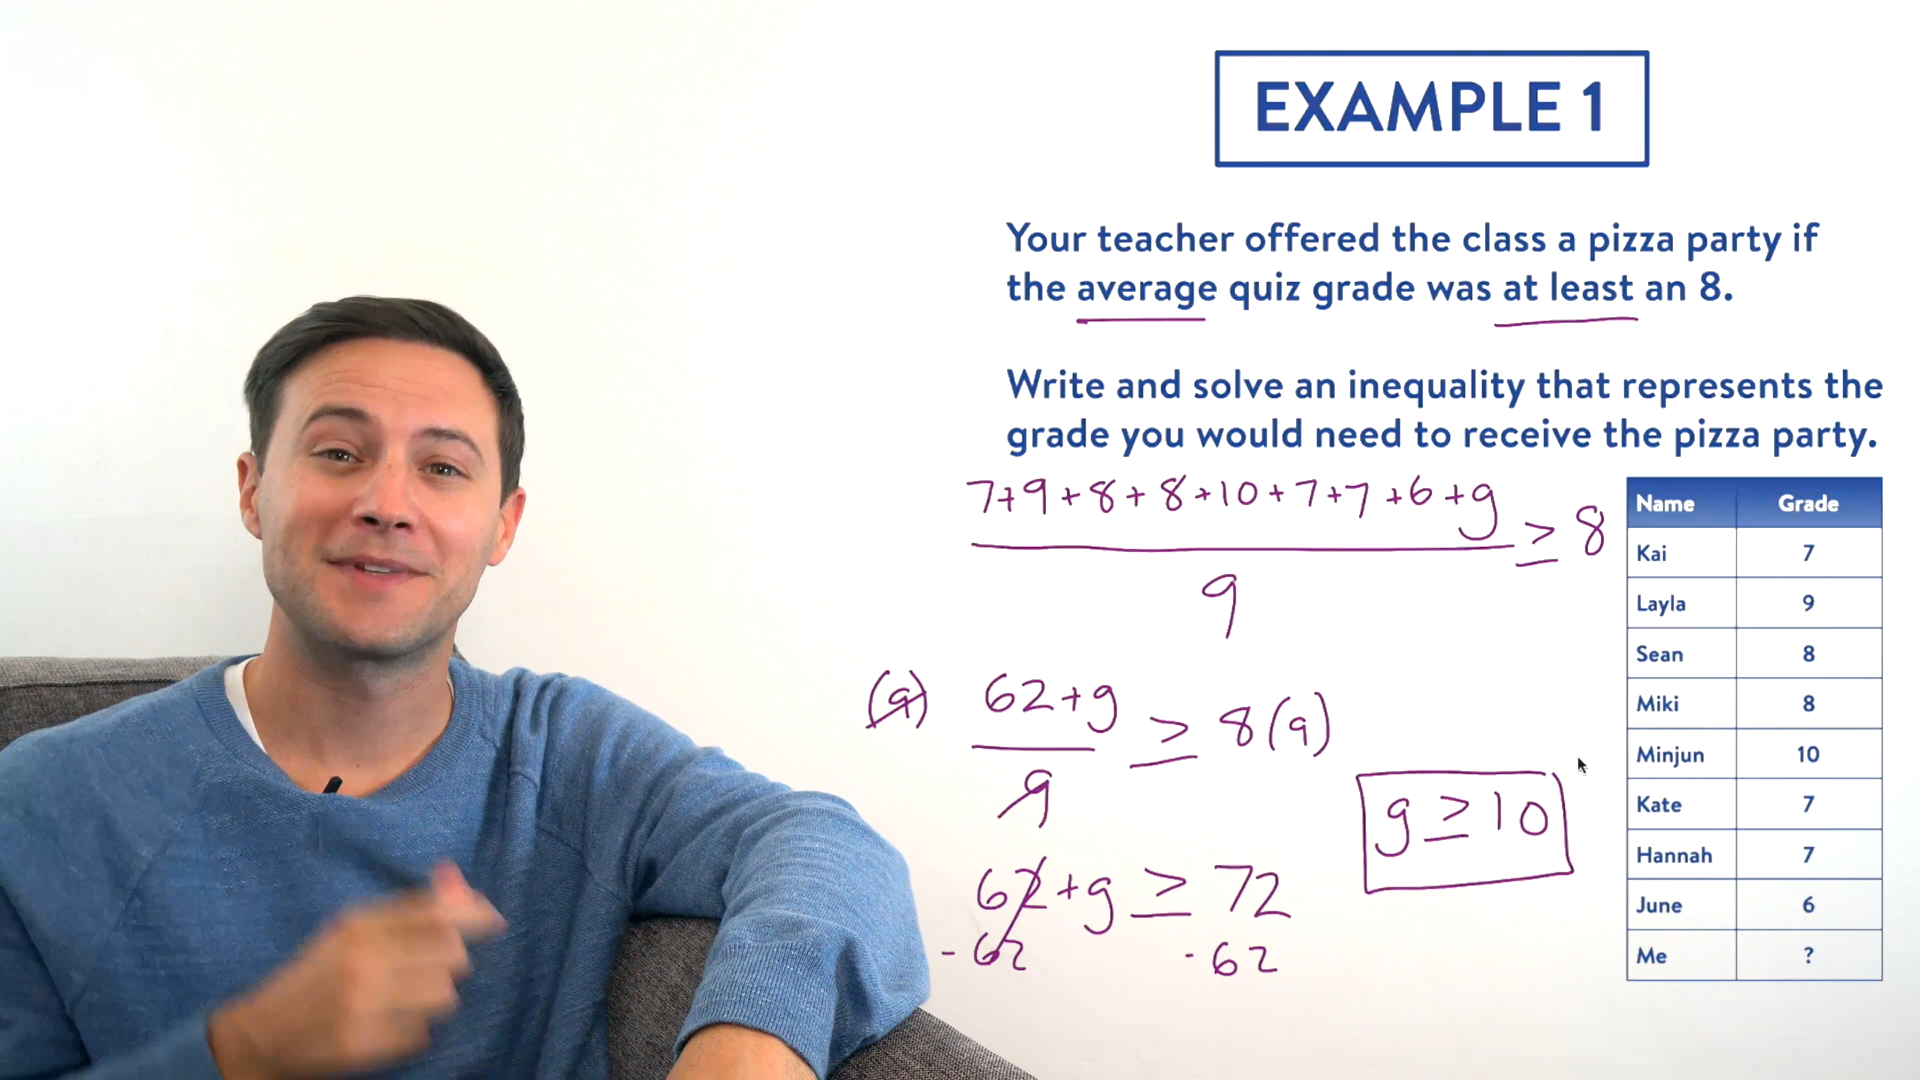 EXAMPLE 1
Your teacher offered the class a pizza party if
the average quiz grade was at least an 8.
Write and solve an inequality that represents the
grade you would need to receive the pizza party.
7+9+8+8+10+7+7+6+g ≥ 8
9
(9) 62+g ≥ 8(9)
9
62+g ≥ 72
-62 -62
g ≥ 10
Name Grade
Kai 7
Layla 9
Sean 8
Miki 8
Minjun 10
Kate 7
Hannah 7
June 6
Me ?